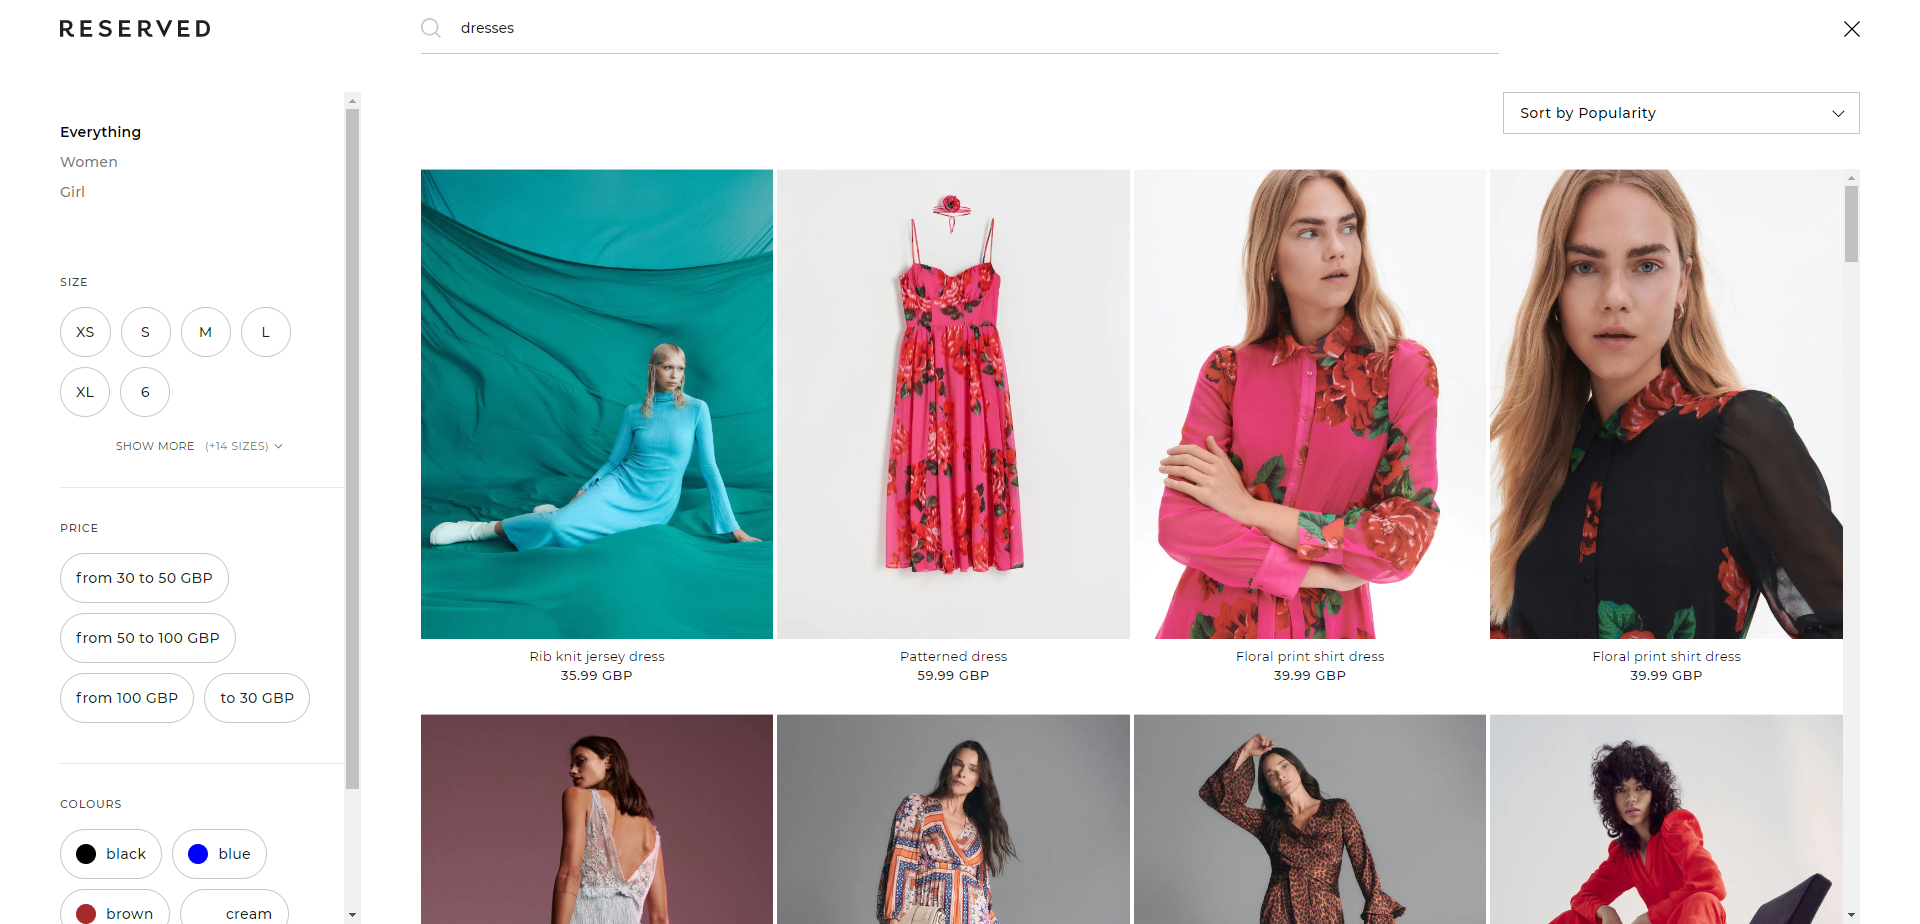 RESERVED
dresses
Everything
Women
Girl
SIZE
XS S M L
XL 6
SHOW MORE (+14 SIZES)
PRICE
from 30 to 50 GBP
from 50 to 100 GBP
from 100 GBP to 30 GBP
COLOURS
black blue
brown cream
Sort by Popularity
Rib knit jersey dress
35.99 GBP
Patterned dress
59.99 GBP
Floral print shirt dress
39.99 GBP
Floral print shirt dress
39.99 GBP